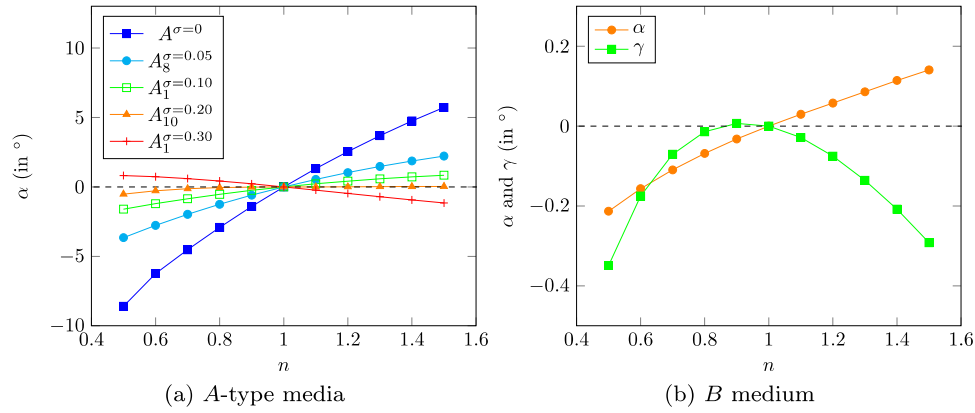 A^{σ=0}
A_8^{σ=0.05}
A_1^{σ=0.10}
A_{10}^{σ=0.20}
A_1^{σ=0.30}
10
5
0
−5
−10
0.4 0.6 0.8 1 1.2 1.4 1.6
α (in °)
n
(a) A-type media
α
γ
0.2
0
−0.2
−0.4
0.4 0.6 0.8 1 1.2 1.4 1.6
α and γ (in °)
n
(b) B medium